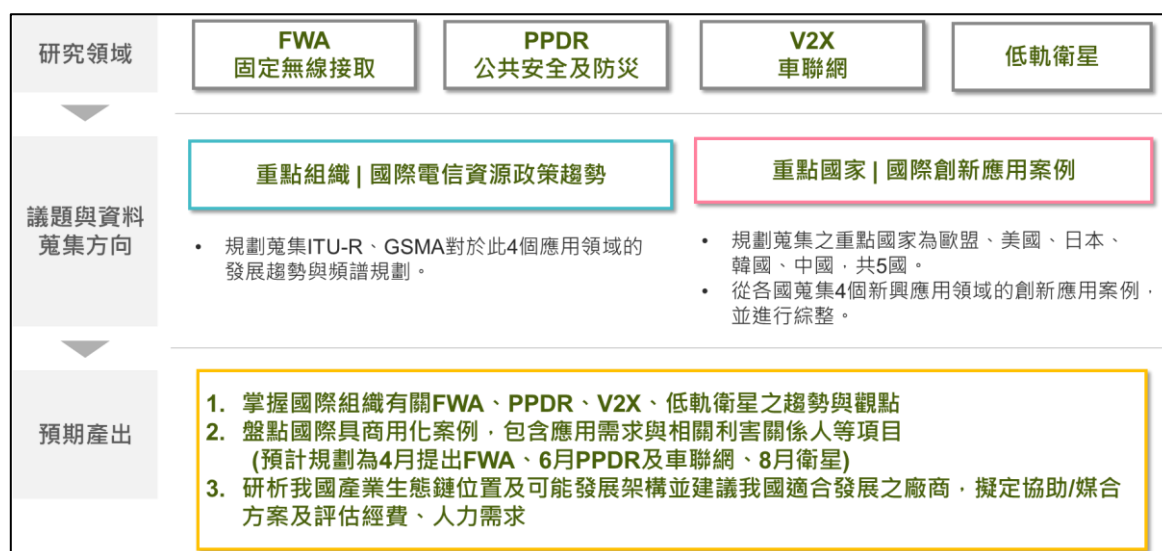 研究領域
FWA
固定無線接取
PPDR
公共安全及防災
V2X
車聯網
低軌衛星
議題與資料
蒐集方向
重點組織 | 國際電信資源政策趨勢
• 規劃蒐集ITU-R、GSMA對於此4個應用領域的
發展趨勢與頻譜規劃。
重點國家 | 國際創新應用案例
• 規劃蒐集之重點國家為歐盟、美國、日本、
韓國、中國，共5國。
• 從各國蒐集4個新興應用領域的創新應用案例，
並進行綜整。
預期產出
1. 掌握國際組織有關FWA、PPDR、V2X、低軌衛星之趨勢與觀點
2. 盤點國際具商用化案例，包含應用需求與相關利害關係人等項目
(預計規劃為4月提出FWA、6月PPDR及車聯網、8月衛星)
3. 研析我國產業生態鏈位置及可能發展架構並建議我國適合發展之廠商，擬定協助/媒合
方案及評估經費、人力需求